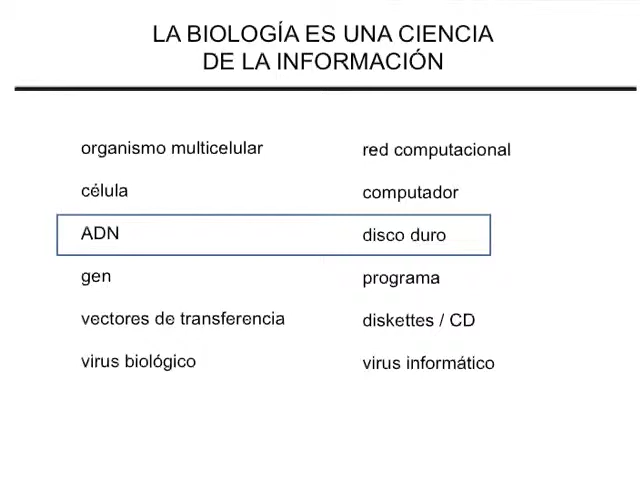 LA BIOLOGÍA ES UNA CIENCIA
DE LA INFORMACIÓN
organismo multicelular red computacional
célula computador
ADN disco duro
gen programa
vectores de transferencia diskettes / CD
virus biológico virus informático